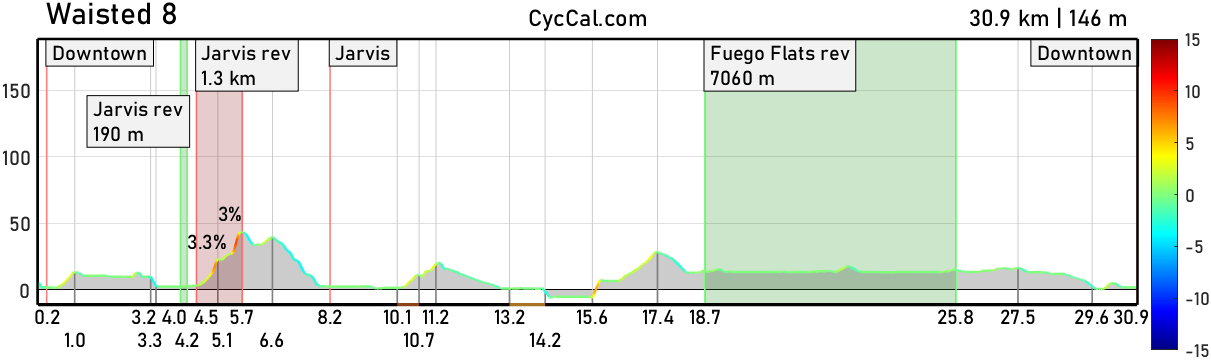 Waisted 8
CycCal.com
30.9 km | 146 m
Downtown
Jarvis rev
1.3 km
Jarvis
Fuego Flats rev
7060 m
Downtown
Jarvis rev
190 m
150
100
50
0
3%
3.3%
0.2 3.2 4.0 4.5 5.7 8.2 10.1 11.2 13.2 15.6 17.4 18.7 25.8 27.5 29.6 30.9
1.0 3.3 4.2 5.1 6.6 10.7 14.2
15
10
5
0
-5
-10
-15